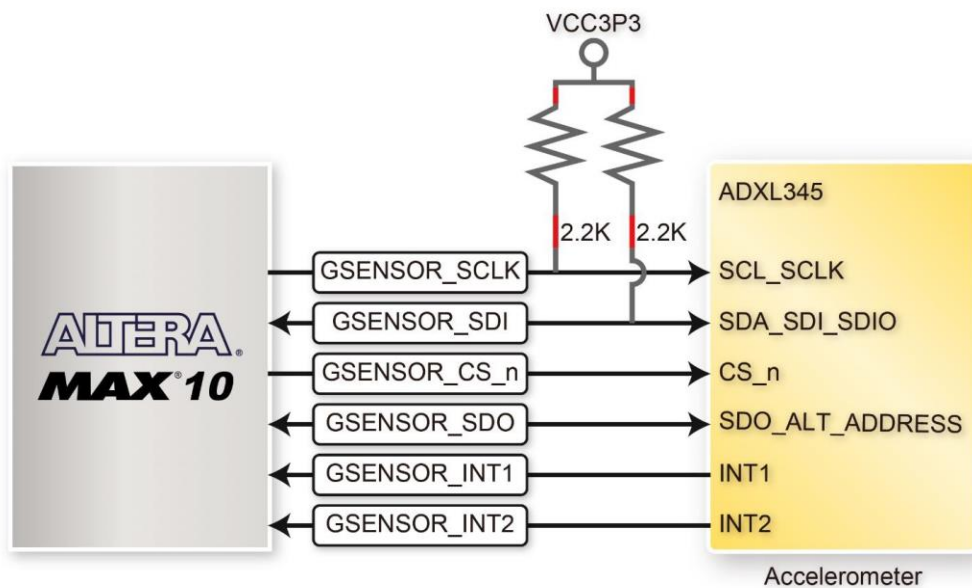 VCC3P3
2.2K 2.2K
ADXL345
GSENSOR_SCLK SCL_SCLK
GSENSOR_SDI SDA_SDI_SDIO
ALTERA®
MAX®10
GSENSOR_CS_n CS_n
GSENSOR_SDO SDO_ALT_ADDRESS
GSENSOR_INT1 INT1
GSENSOR_INT2 INT2
Accelerometer